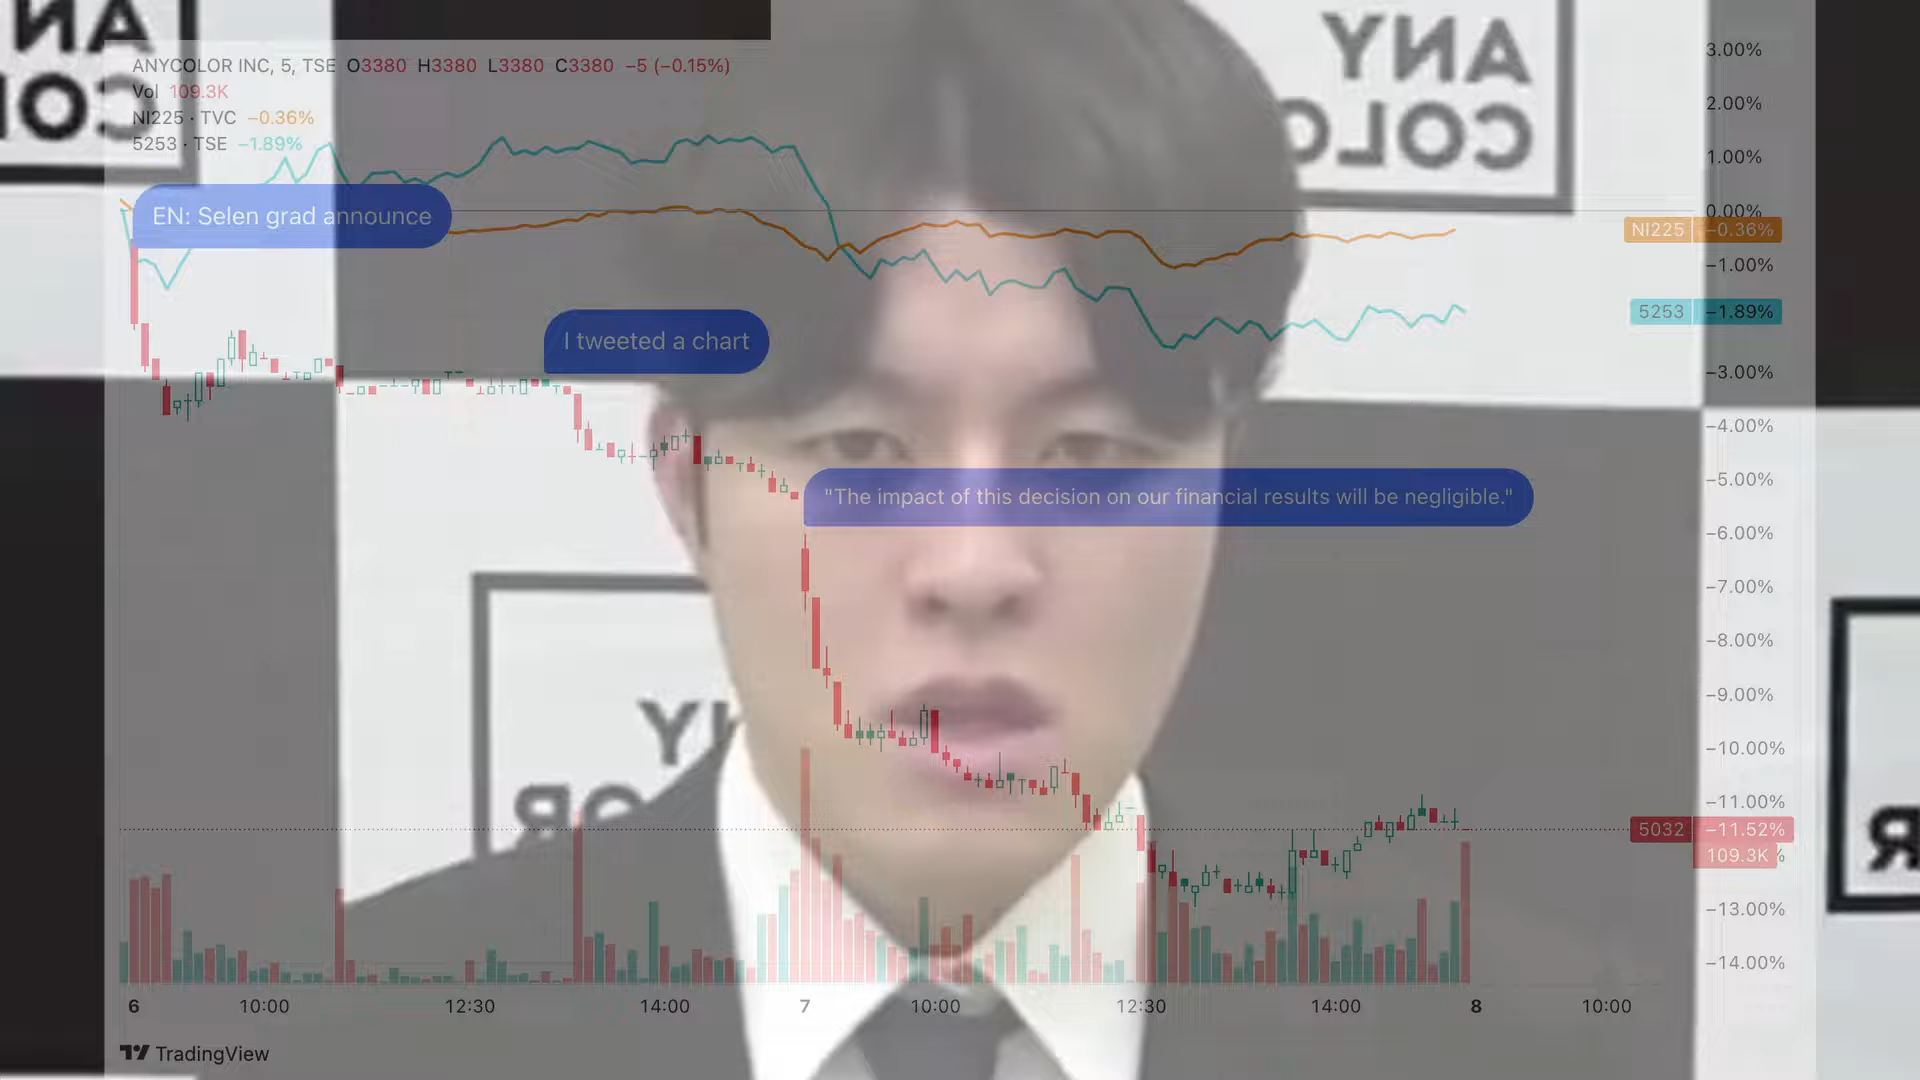 ANY
COLO
ANY
COLO
ANYCOLOR INC, 5, TSE O3380 H3380 L3380 C3380 −5 (−0.15%)
Vol 109.3K
NI225 · TVC −0.36%
5253 · TSE −1.89%
EN: Selen grad announce
I tweeted a chart
"The impact of this decision on our financial results will be negligible."
3.00%
2.00%
1.00%
0.00%
NI225 −0.36%
−1.00%
5253 −1.89%
−3.00%
−4.00%
−5.00%
−6.00%
−7.00%
−8.00%
−9.00%
−10.00%
−11.00%
5032 −11.52%
109.3K
−13.00%
−14.00%
Y
OR
R
6 10:00 12:30 14:00 7 10:00 12:30 14:00 8 10:00
TradingView